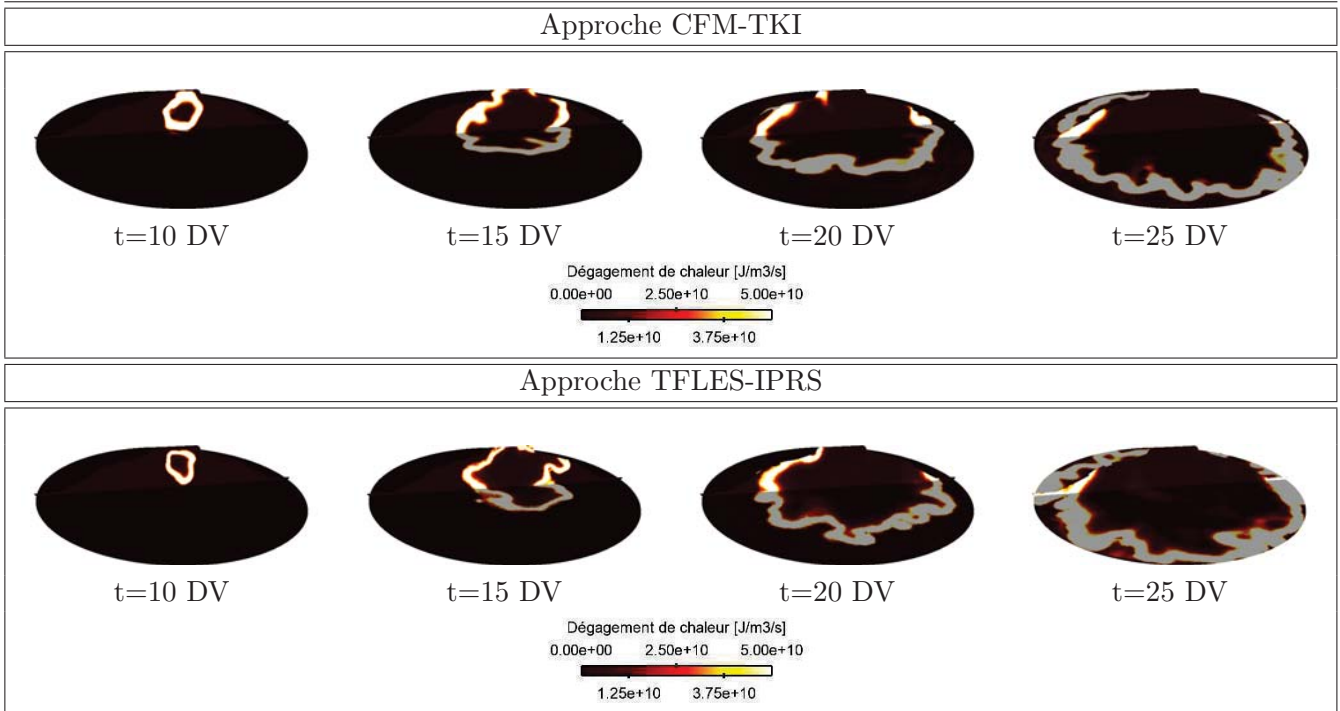 Approche CFM-TKI
t=10 DV t=15 DV t=20 DV t=25 DV
Dégagement de chaleur [J/m3/s]
0.00e+00 2.50e+10 5.00e+10
1.25e+10 3.75e+10
Approche TFLES-IPRS
t=10 DV t=15 DV t=20 DV t=25 DV
Dégagement de chaleur [J/m3/s]
0.00e+00 2.50e+10 5.00e+10
1.25e+10 3.75e+10